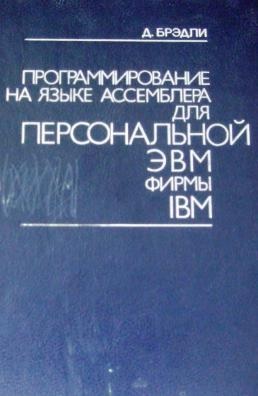 Д. БРЭДЛИ
ПРОГРАММИРОВАНИЕ
НА ЯЗЫКЕ АССЕМБЛЕРА
ДЛЯ
ПЕРСОНАЛЬНОЙ
ЭВМ
ФИРМЫ
IBM